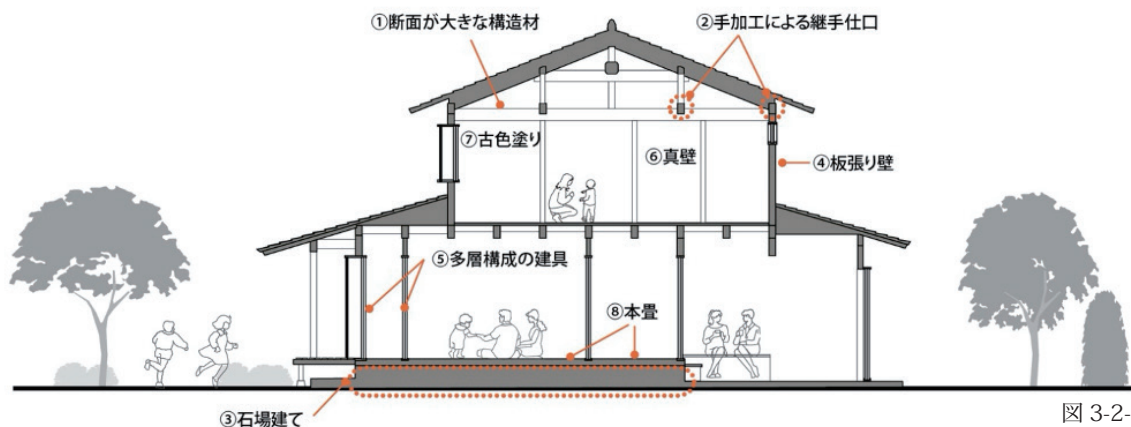 ①断面が大きな構造材
②手加工による継手仕口
⑦古色塗り
⑥真壁
④板張り壁
⑤多層構成の建具
⑧本畳
③石場建て
図 3-2-